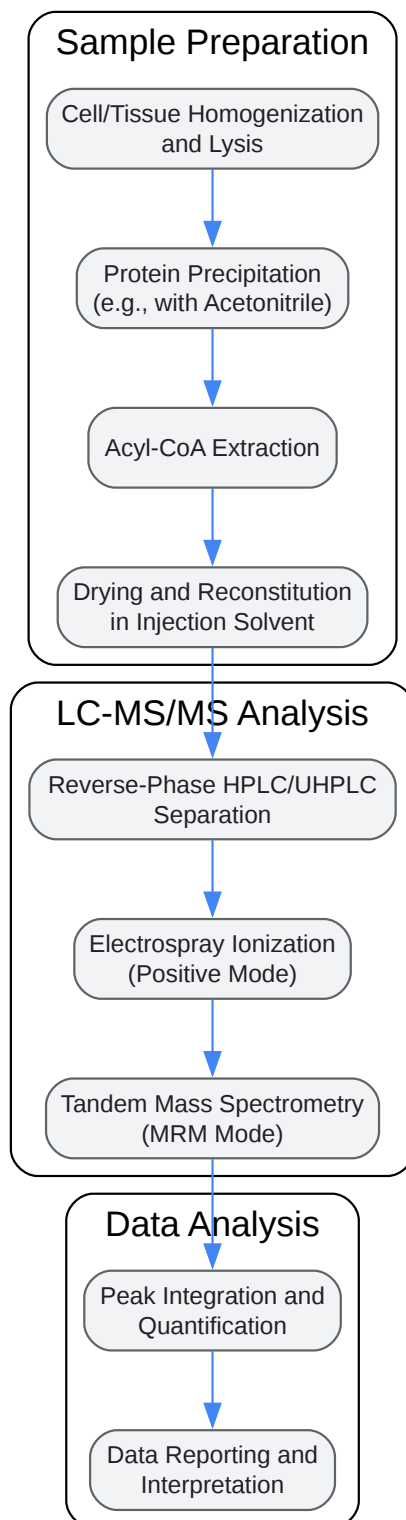 Sample Preparation
Cell/Tissue Homogenization
and Lysis
Protein Precipitation
(e.g., with Acetonitrile)
Acyl-CoA Extraction
Drying and Reconstitution
in Injection Solvent
LC-MS/MS Analysis
Reverse-Phase HPLC/UHPLC
Separation
Electrospray Ionization
(Positive Mode)
Tandem Mass Spectrometry
(MRM Mode)
Data Analysis
Peak Integration and
Quantification
Data Reporting and
Interpretation